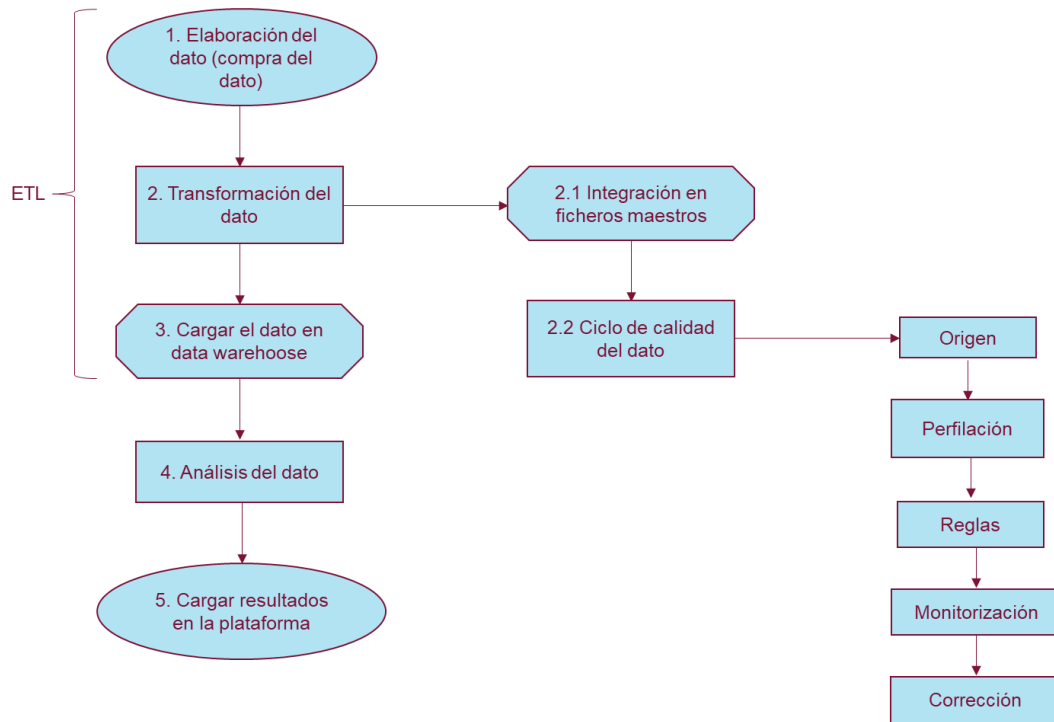 1. Elaboración del
dato (compra del
dato)
ETL
2. Transformación del
dato
2.1 Integración en
ficheros maestros
3. Cargar el dato en
data warehoose
2.2 Ciclo de calidad
del dato
Origen
Perfilación
4. Análisis del dato
Reglas
5. Cargar resultados
en la plataforma
Monitorización
Corrección